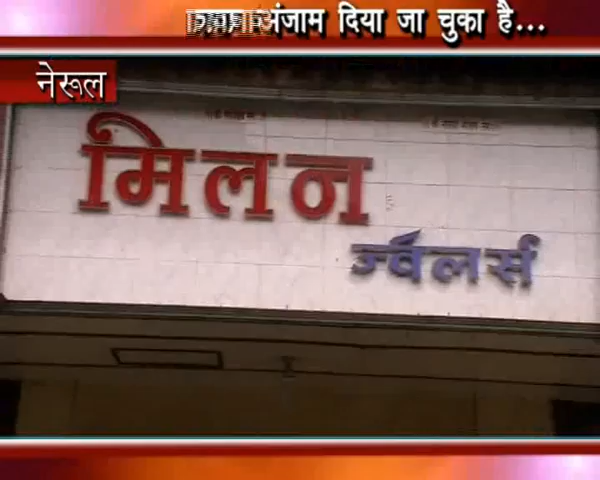 अंजाम दिया जा चुका है...
नेरूल
मिलन
ज्वॅलर्स